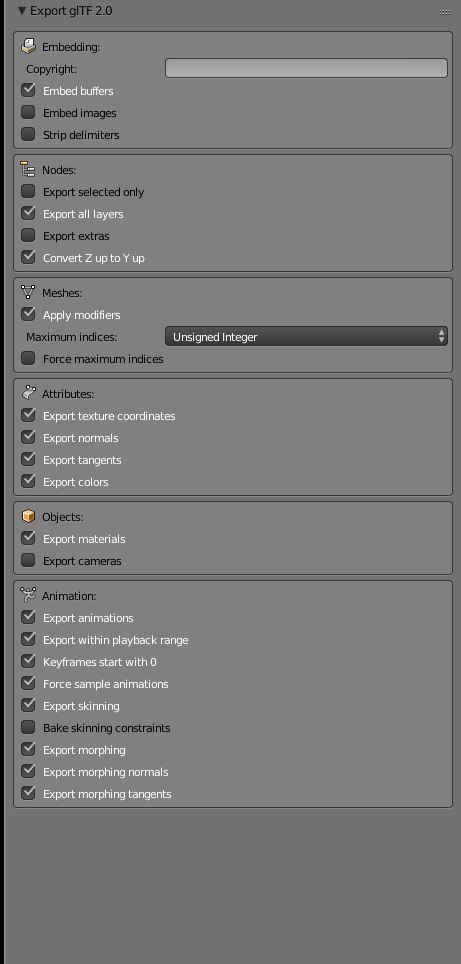 Export glTF 2.0
Embedding:
Copyright:
Embed buffers
Embed images
Strip delimiters
Nodes:
Export selected only
Export all layers
Export extras
Convert Z up to Y up
Meshes:
Apply modifiers
Maximum indices: Unsigned Integer
Force maximum indices
Attributes:
Export texture coordinates
Export normals
Export tangents
Export colors
Objects:
Export materials
Export cameras
Animation:
Export animations
Export within playback range
Keyframes start with 0
Force sample animations
Export skinning
Bake skinning constraints
Export morphing
Export morphing normals
Export morphing tangents